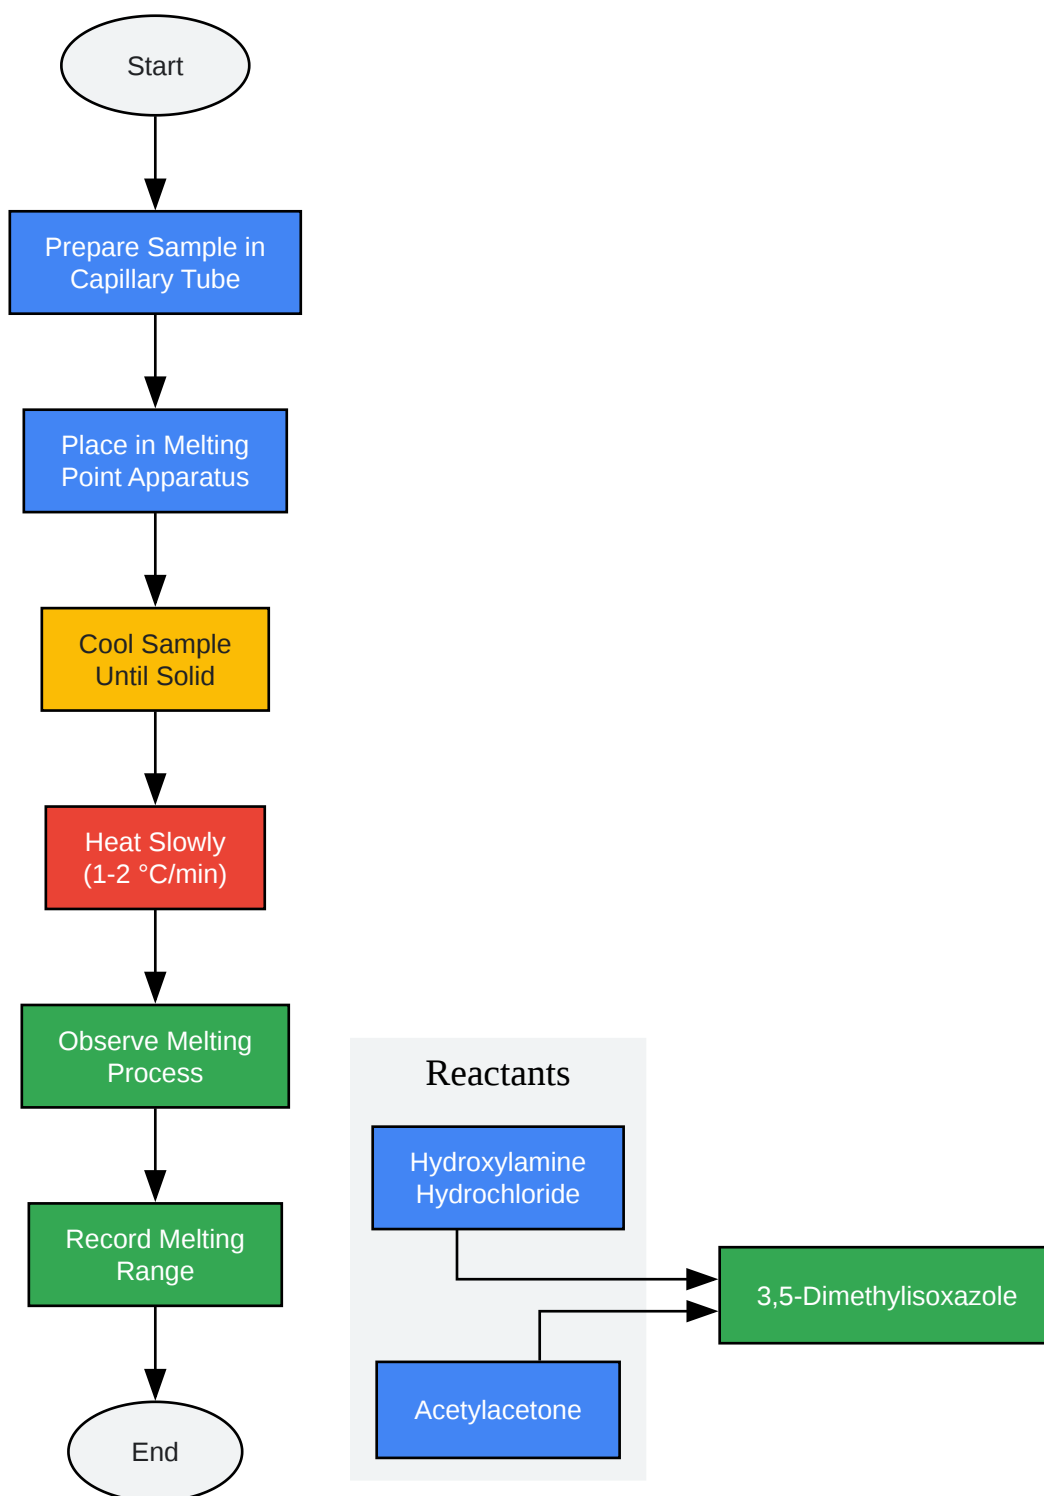 Start
Prepare Sample in
Capillary Tube
Place in Melting
Point Apparatus
Cool Sample
Until Solid
Heat Slowly
(1-2 °C/min)
Observe Melting
Process
Record Melting
Range
End
Reactants
Hydroxylamine
Hydrochloride
Acetylacetone
3,5-Dimethylisoxazole